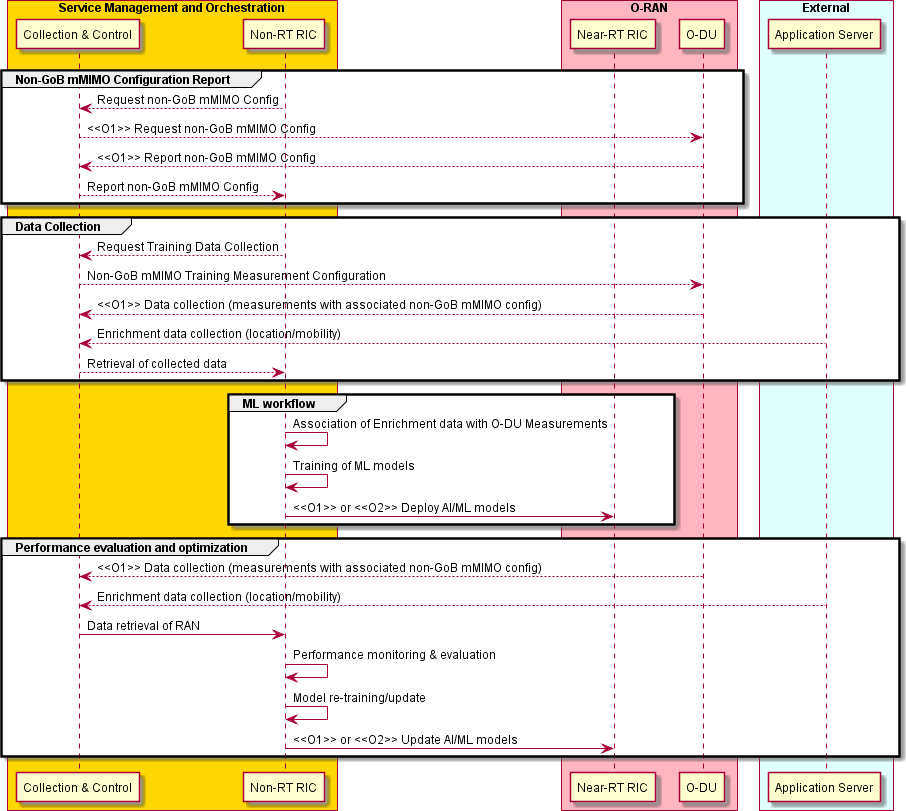 Service Management and Orchestration
O-RAN
External
Collection & Control
Non-RT RIC
Near-RT RIC
O-DU
Application Server
Non-GoB mMIMO Configuration Report
Request non-GoB mMIMO Config
<<O1>> Request non-GoB mMIMO Config
<<O1>> Report non-GoB mMIMO Config
Report non-GoB mMIMO Config
Data Collection
Request Training Data Collection
Non-GoB mMIMO Training Measurement Configuration
<<O1>> Data collection (measurements with associated non-GoB mMIMO config)
Enrichment data collection (location/mobility)
Retrieval of collected data
ML workflow
Association of Enrichment data with O-DU Measurements
Training of ML models
<<O1>> or <<O2>> Deploy AI/ML models
Performance evaluation and optimization
<<O1>> Data collection (measurements with associated non-GoB mMIMO config)
Enrichment data collection (location/mobility)
Data retrieval of RAN
Performance monitoring & evaluation
Model re-training/update
<<O1>> or <<O2>> Update AI/ML models
Collection & Control
Non-RT RIC
Near-RT RIC
O-DU
Application Server